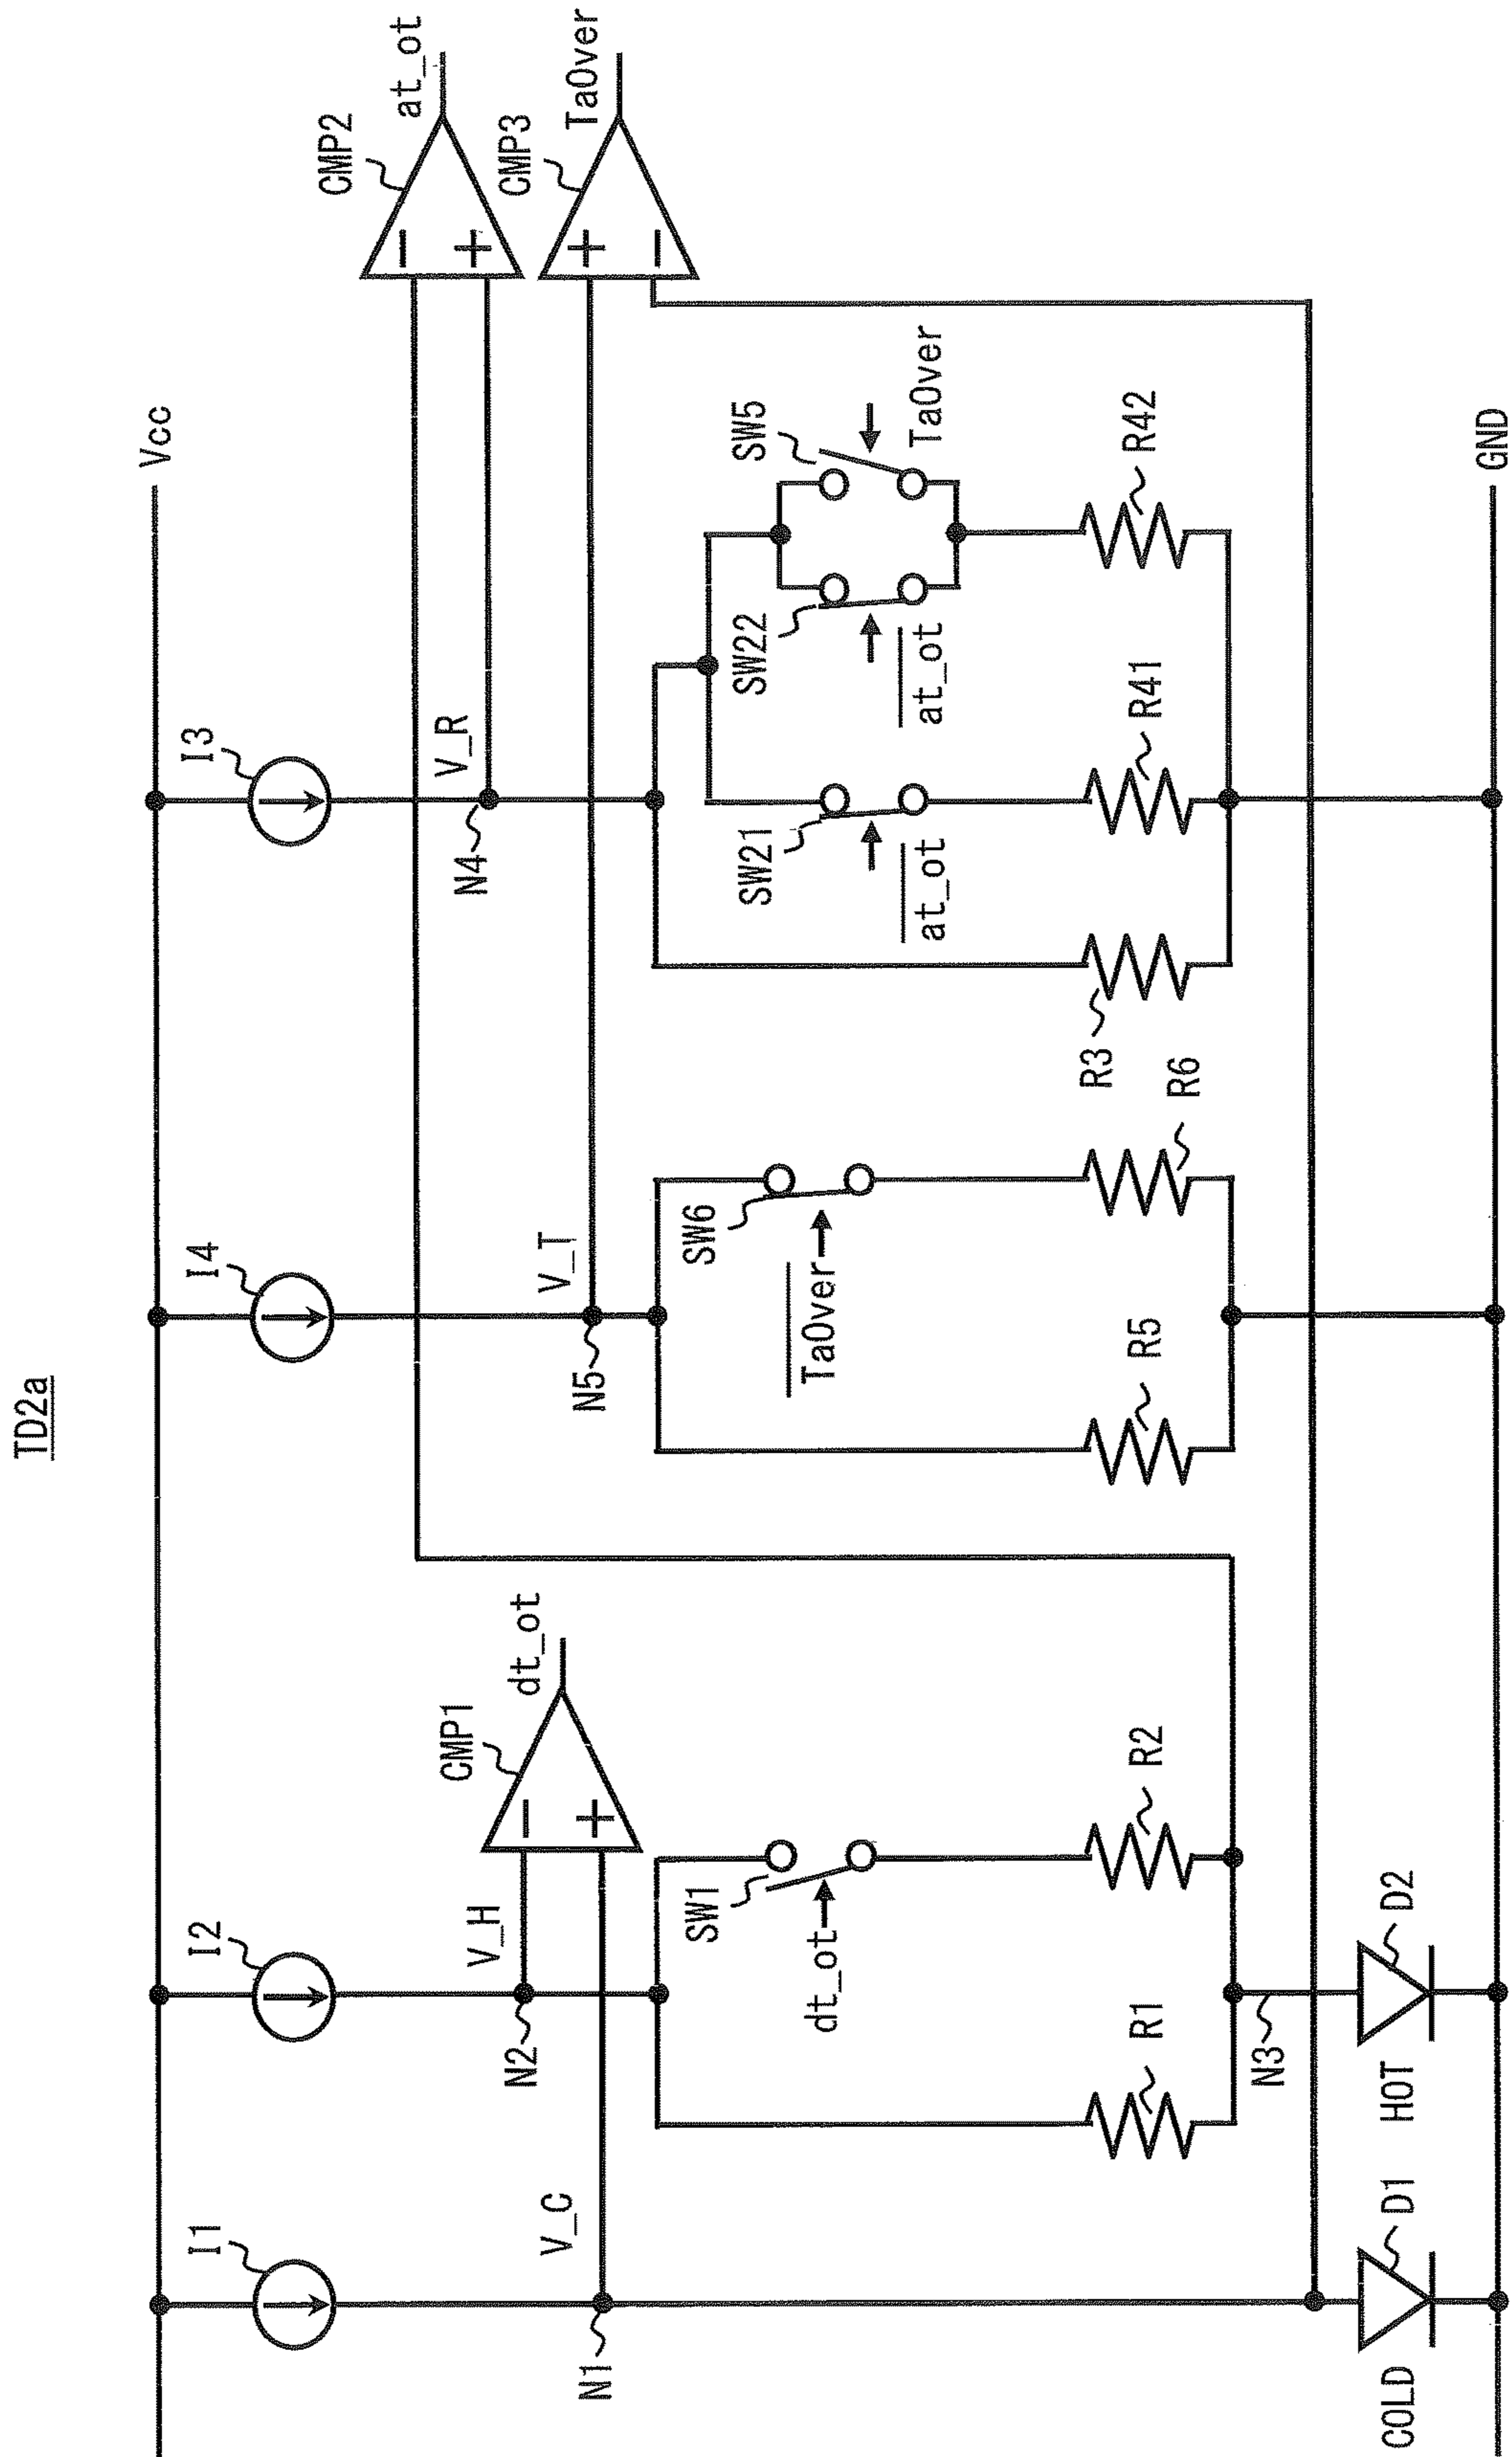 TD2a
Vcc
I1
I2
I4
I3
CMP2
at_ot
CMP3
TaOver
V_C
N1
V_H
N2
CMP1
dt_ot
V_T
N5
V_R
N4
SW1
dt_ot
SW6
TaOver
SW21
at_ot
SW22
at_ot
SW5
TaOver
R1
R2
R5
R6
R3
R41
R42
N3
COLD
D1
HOT
D2
GND